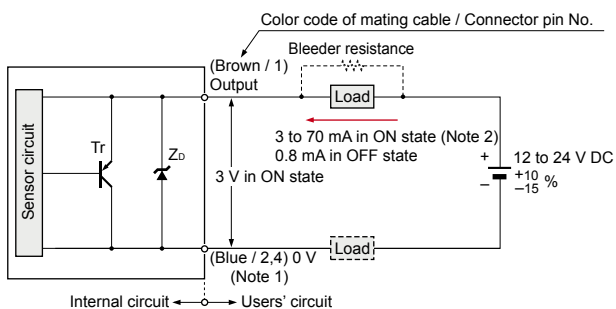 Color code of mating cable / Connector pin No.
Bleeder resistance
(Brown / 1)
Output
Load
Sensor circuit
Tr
ZD
3 V in ON state
3 to 70 mA in ON state (Note 2)
0.8 mA in OFF state
+
−
12 to 24 V DC
+10
−15 %
(Blue / 2,4) 0 V
(Note 1)
Load
Internal circuit
Users' circuit